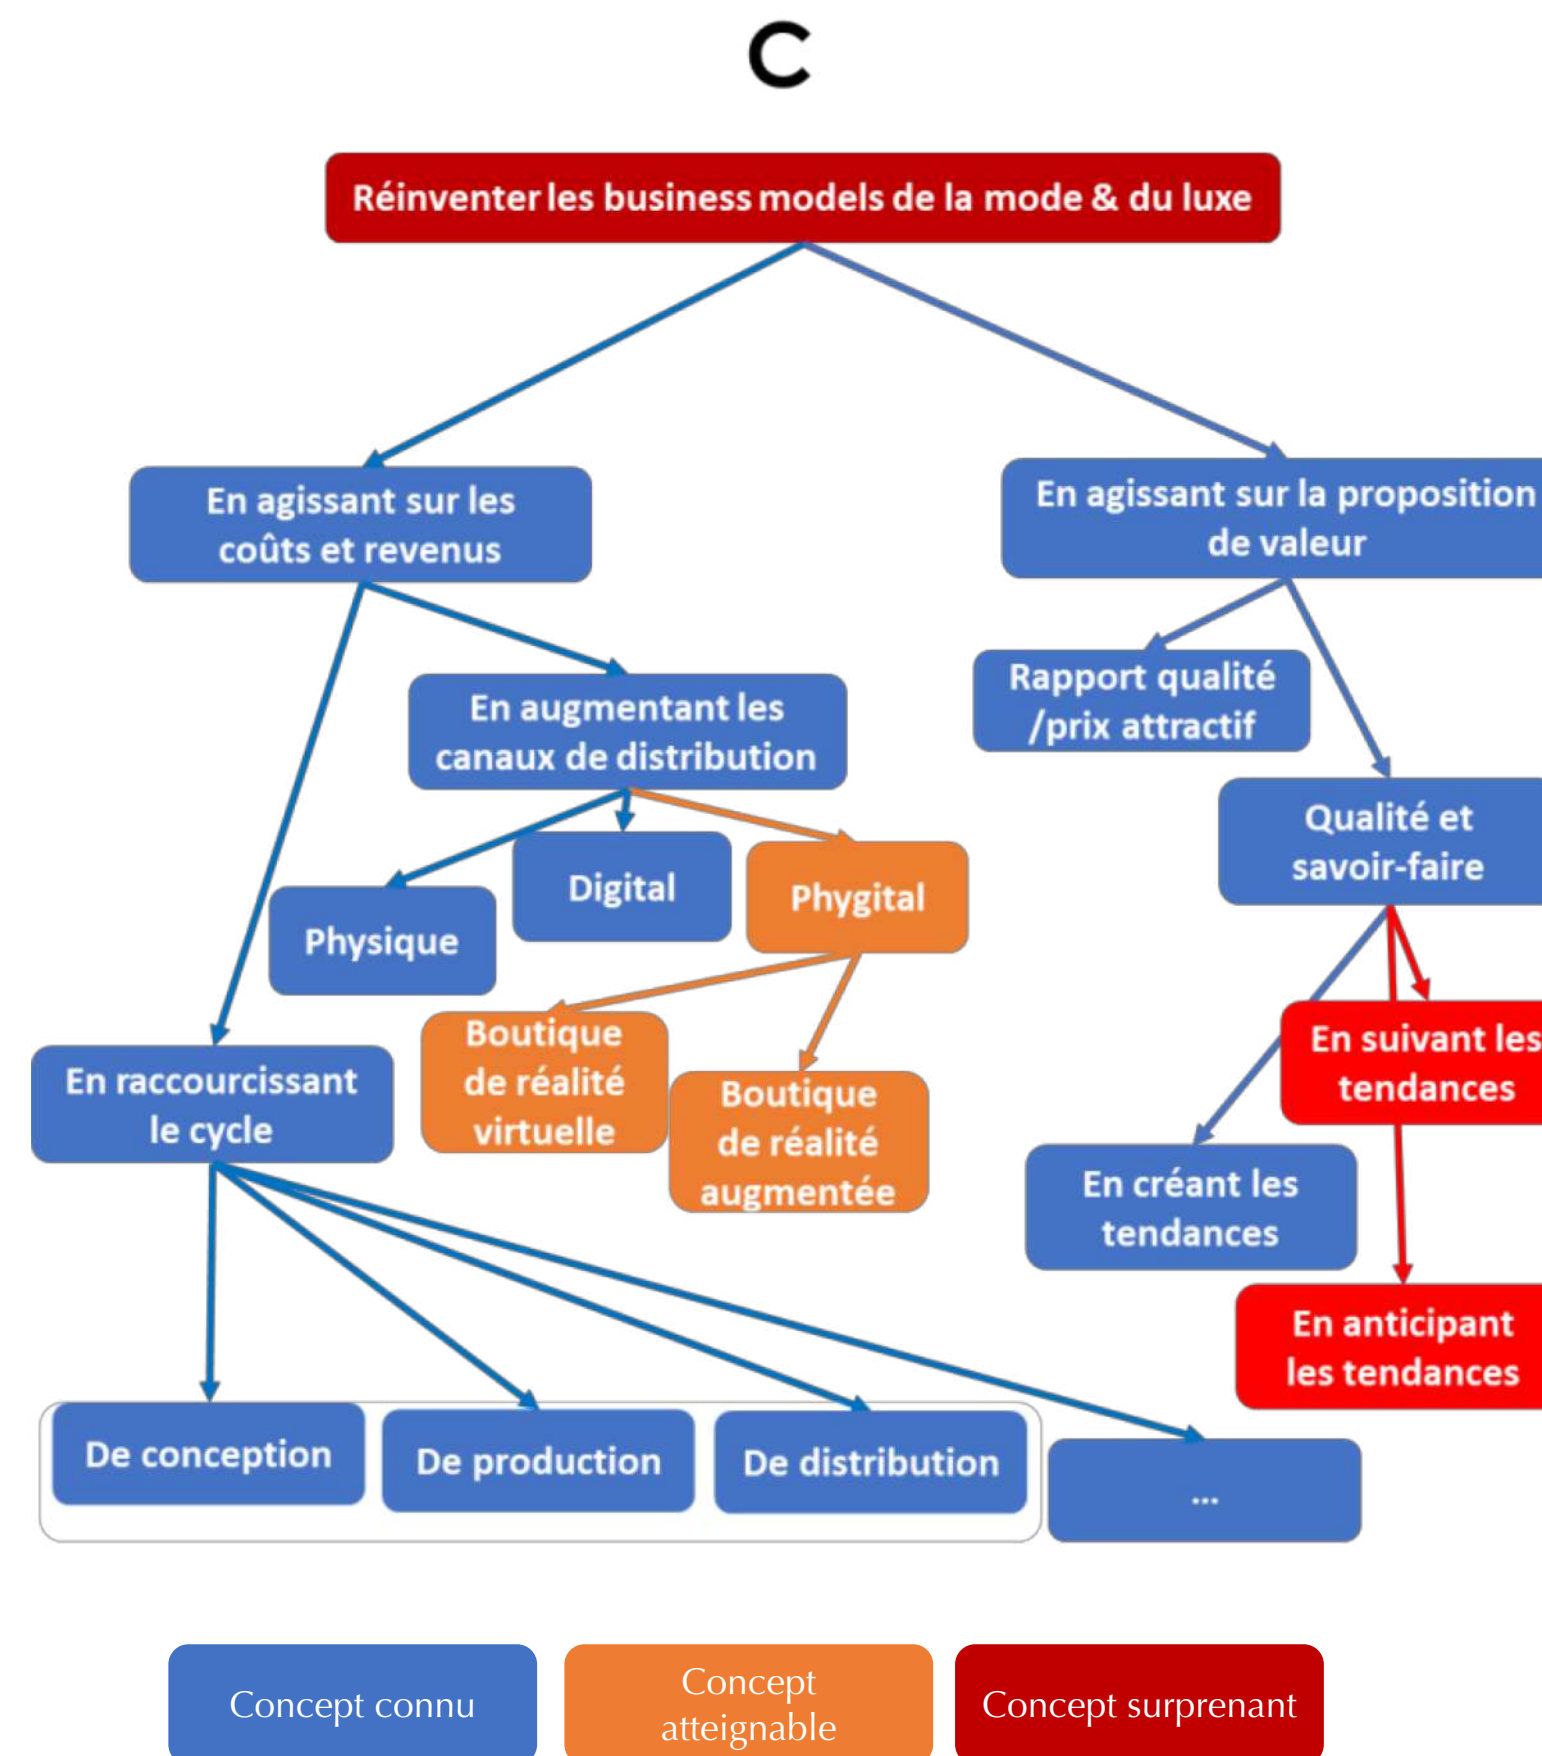 C
Réinventer les business models de la mode & du luxe
En agissant sur les
coûts et revenus
En agissant sur la proposition
de valeur
En augmentant les
canaux de distribution
Rapport qualité
/prix attractif
Qualité et
savoir-faire
Physique
Digital
Phygital
En raccourcissant
le cycle
Boutique
de réalité
virtuelle
Boutique
de réalité
augmentée
En suivant les
tendances
En créant les
tendances
En anticipant
les tendances
De conception
De production
De distribution
...
Concept connu
Concept
atteignable
Concept surprenant